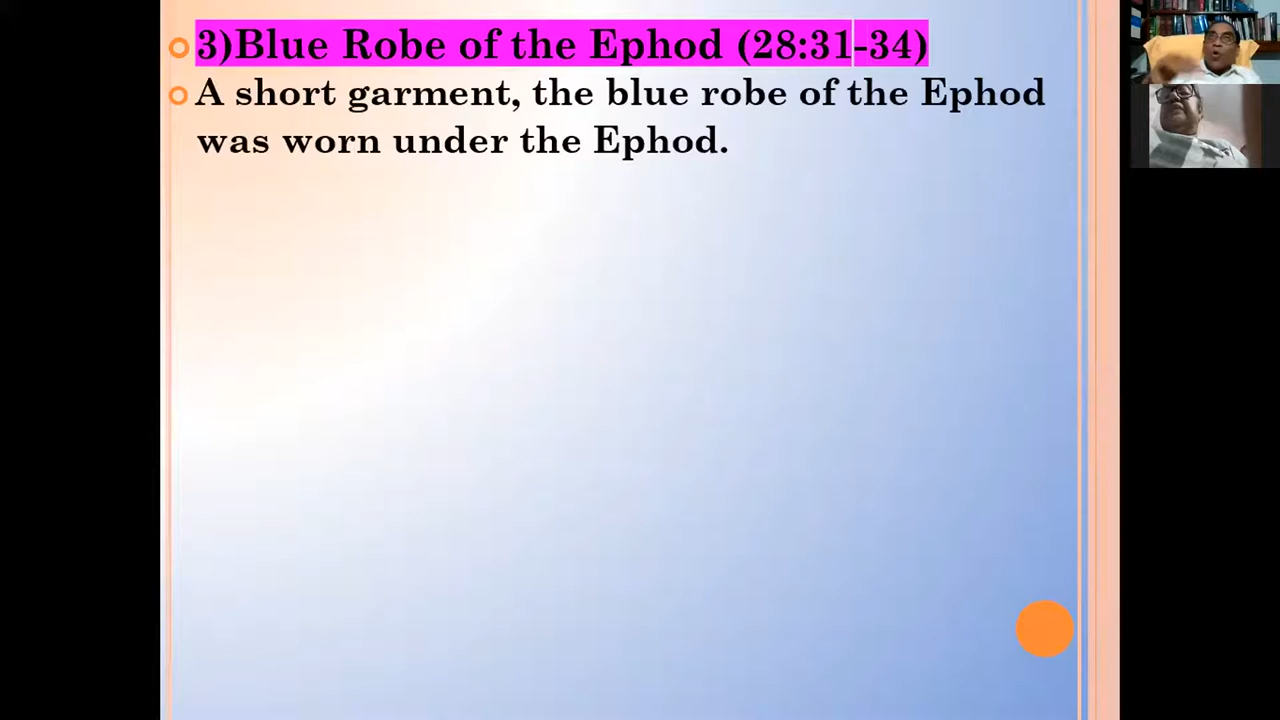 3)Blue Robe of the Ephod (28:31-34)
A short garment, the blue robe of the Ephod
was worn under the Ephod.